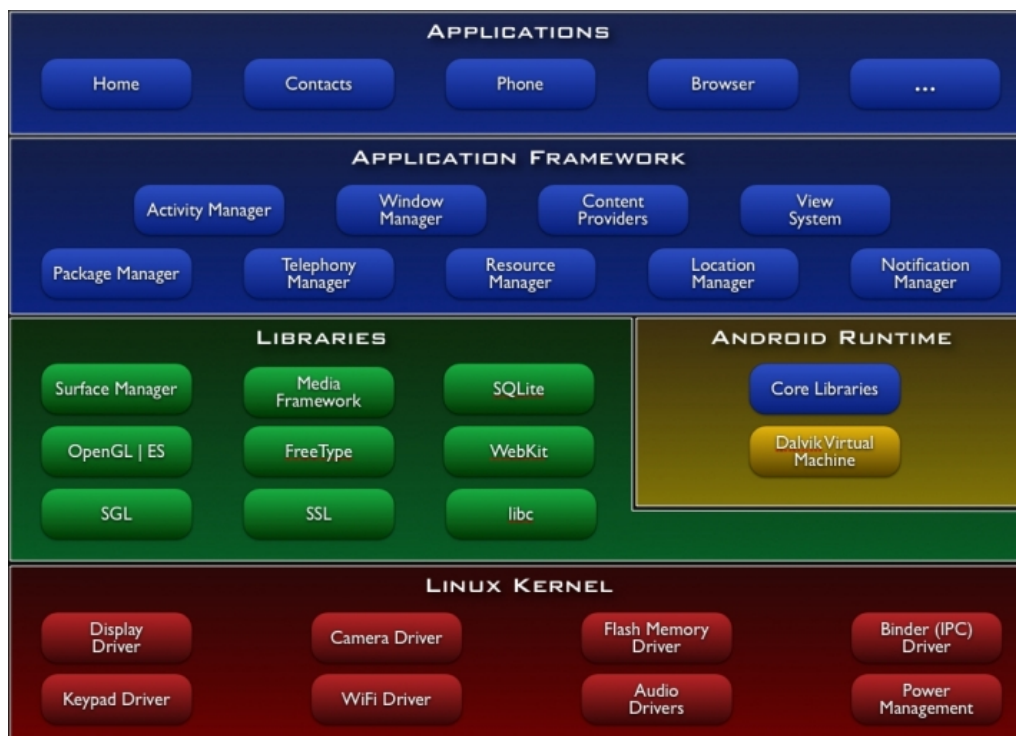 APPLICATIONS
Home
Contacts
Phone
Browser
...
APPLICATION FRAMEWORK
Activity Manager
Window
Manager
Content
Providers
View
System
Package Manager
Telephony
Manager
Resource
Manager
Location
Manager
Notification
Manager
LIBRARIES
Surface Manager
Media
Framework
SQLite
OpenGL | ES
FreeType
WebKit
SGL
SSL
libc
ANDROID RUNTIME
Core Libraries
Dalvik Virtual
Machine
LINUX KERNEL
Display
Driver
Camera Driver
Flash Memory
Driver
Binder (IPC)
Driver
Keypad Driver
WiFi Driver
Audio
Drivers
Power
Management